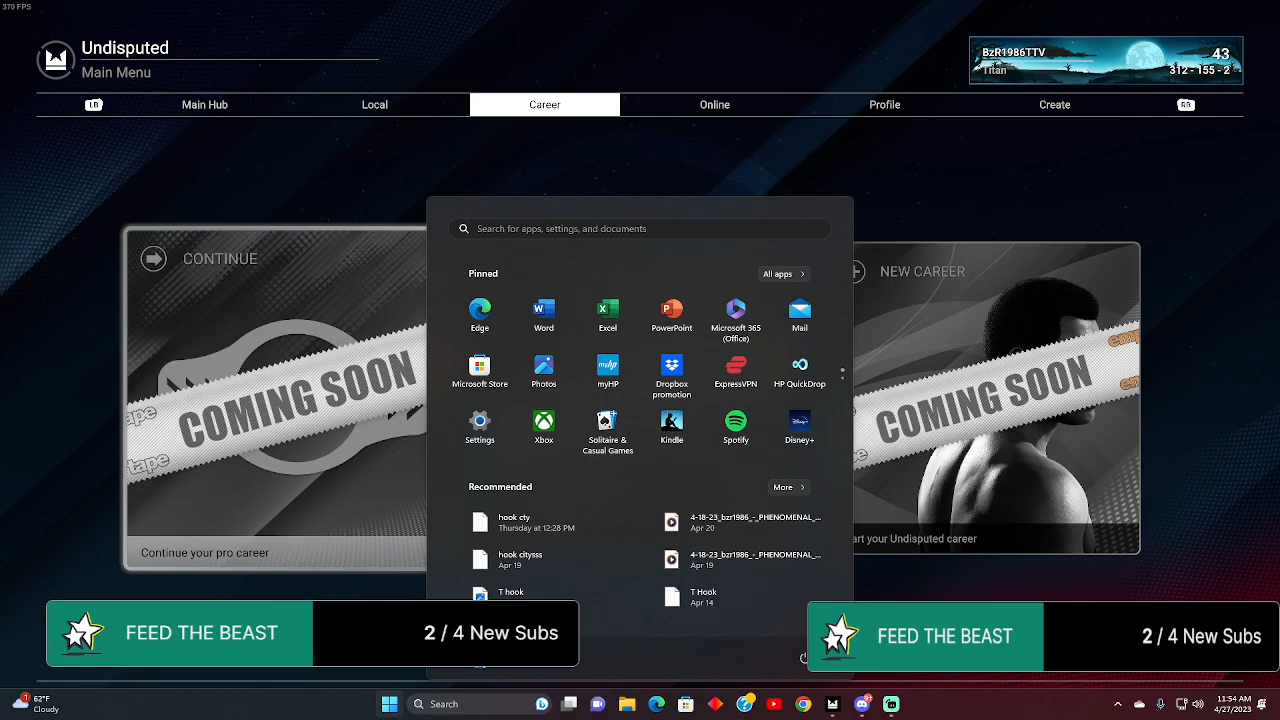 370 FPS
Undisputed
Main Menu
BzR1986TTV
43
Titan
312 - 155 - 2
LB
Main Hub
Local
Career
Online
Profile
Create
RB
CONTINUE
COMING SOON
tape
tape
Continue your pro career
Search for apps, settings, and documents
Pinned
All apps
Edge
Word
Excel
PowerPoint
Microsoft 365
(Office)
Mail
Microsoft Store
Photos
myHP
Dropbox
promotion
ExpressVPN
HP QuickDrop
Settings
Xbox
Solitaire &
Casual Games
Kindle
Spotify
Disney+
Recommended
More
hook cty
Thursday at 12:28 PM
4-18-23_bzr1986_-_PHENOMENAL_...
Apr 20
hook citysss
Apr 19
4-18-23_bzr1986_-_PHENOMENAL_...
Apr 19
T hook
T Hook
Apr 14
NEW CAREER
COMING SOON
emp
art your Undisputed career
FEED THE BEAST
2 / 4 New Subs
FEED THE BEAST
2 / 4 New Subs
1
62°F
Cloudy
Search
9+
11:54 AM
4/27/2023